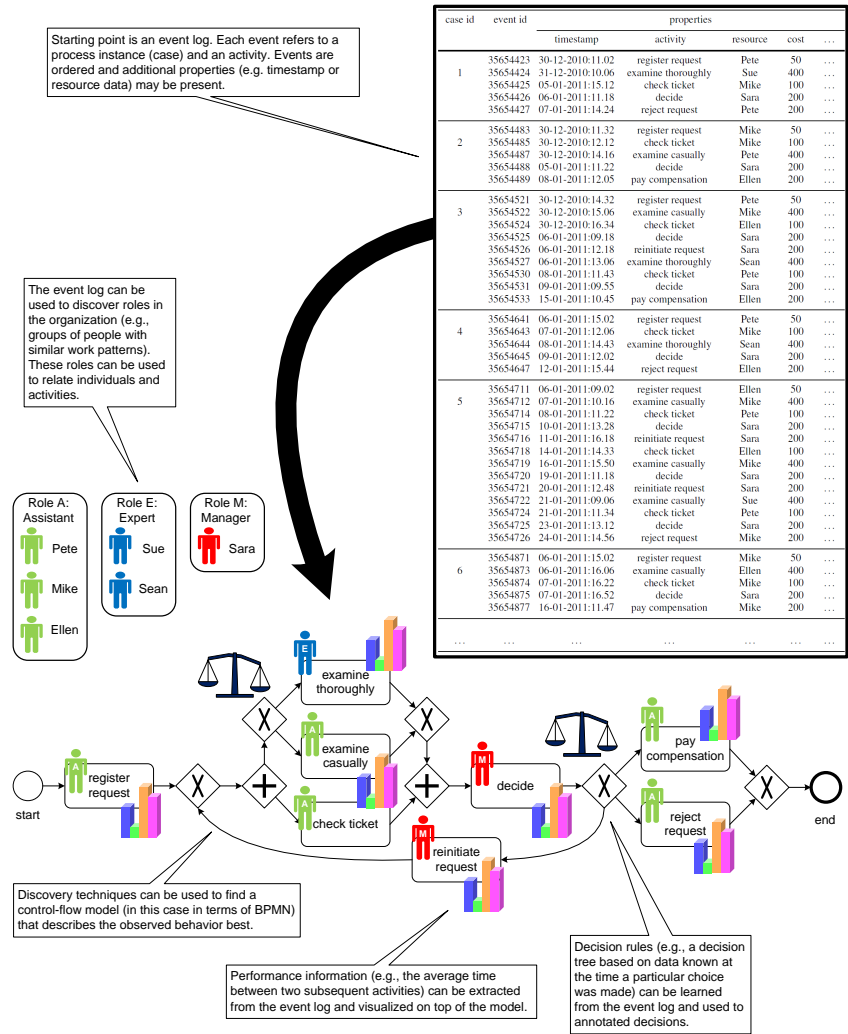 Starting point is an event log. Each event refers to a
process instance (case) and an activity. Events are
ordered and additional properties (e.g. timestamp or
resource data) may be present.
case id event id properties
timestamp activity resource cost ...
35654423 30-12-2010:11.02 register request Pete 50 ...
1 35654424 31-12-2010:10.06 examine thoroughly Sue 400 ...
35654425 05-01-2011:15.12 check ticket Mike 100 ...
35654426 06-01-2011:11.18 decide Sara 200 ...
35654427 07-01-2011:14.24 reject request Pete 200 ...
35654483 30-12-2010:11.32 register request Mike 50 ...
2 35654485 30-12-2010:12.12 check ticket Mike 100 ...
35654487 30-12-2010:14.16 examine casually Pete 400 ...
35654488 05-01-2011:11.22 decide Sara 200 ...
35654489 08-01-2011:12.05 pay compensation Ellen 200 ...
35654521 30-12-2010:14.32 register request Pete 50 ...
3 35654522 30-12-2010:15.06 examine casually Mike 400 ...
35654524 30-12-2010:16.34 check ticket Ellen 100 ...
35654525 06-01-2011:09.18 decide Sara 200 ...
35654526 06-01-2011:12.18 reinitiate request Sara 200 ...
35654527 06-01-2011:13.06 examine thoroughly Sean 400 ...
35654530 08-01-2011:11.43 check ticket Pete 100 ...
35654531 09-01-2011:09.55 decide Sara 200 ...
35654533 15-01-2011:10.45 pay compensation Ellen 200 ...
35654641 06-01-2011:15.02 register request Pete 50 ...
4 35654643 07-01-2011:12.06 check ticket Mike 100 ...
35654644 08-01-2011:14.43 examine thoroughly Sean 400 ...
35654645 09-01-2011:12.02 decide Sara 200 ...
35654647 12-01-2011:15.44 reject request Ellen 200 ...
35654711 06-01-2011:09.02 register request Ellen 50 ...
5 35654712 07-01-2011:10.16 examine casually Mike 400 ...
35654714 08-01-2011:11.22 check ticket Pete 100 ...
35654715 10-01-2011:13.28 decide Sara 200 ...
35654716 11-01-2011:16.18 reinitiate request Sara 200 ...
35654718 14-01-2011:14.33 check ticket Ellen 100 ...
35654719 16-01-2011:15.50 examine casually Mike 400 ...
35654720 19-01-2011:11.18 decide Sara 200 ...
35654721 20-01-2011:12.48 reinitiate request Sara 200 ...
35654722 21-01-2011:09.06 examine casually Sue 400 ...
35654724 21-01-2011:11.34 check ticket Pete 100 ...
35654725 23-01-2011:13.12 decide Sara 200 ...
35654726 24-01-2011:14.56 reject request Mike 200 ...
35654871 06-01-2011:15.02 register request Mike 50 ...
6 35654873 06-01-2011:16.06 examine casually Ellen 400 ...
35654874 07-01-2011:16.22 check ticket Mike 100 ...
35654875 07-01-2011:16.52 decide Sara 200 ...
35654877 16-01-2011:11.47 pay compensation Mike 200 ...
... ... ... ... ... ... ...
The event log can be
used to discover roles in
the organization (e.g.,
groups of people with
similar work patterns).
These roles can be used
to relate individuals and
activities.
Role A:
Assistant
Pete
Mike
Ellen
Role E:
Expert
Sue
Sean
Role M:
Manager
Sara
start
A
register
request
E
examine
thoroughly
A
examine
casually
A
check ticket
M
decide
M
reinitiate
request
A
pay
compensation
A
reject
request
end
Discovery techniques can be used to find a
control-flow model (in this case in terms of BPMN)
that describes the observed behavior best.
Performance information (e.g., the average time
between two subsequent activities) can be extracted
from the event log and visualized on top of the model.
Decision rules (e.g., a decision
tree based on data known at
the time a particular choice
was made) can be learned
from the event log and used to
annotated decisions.